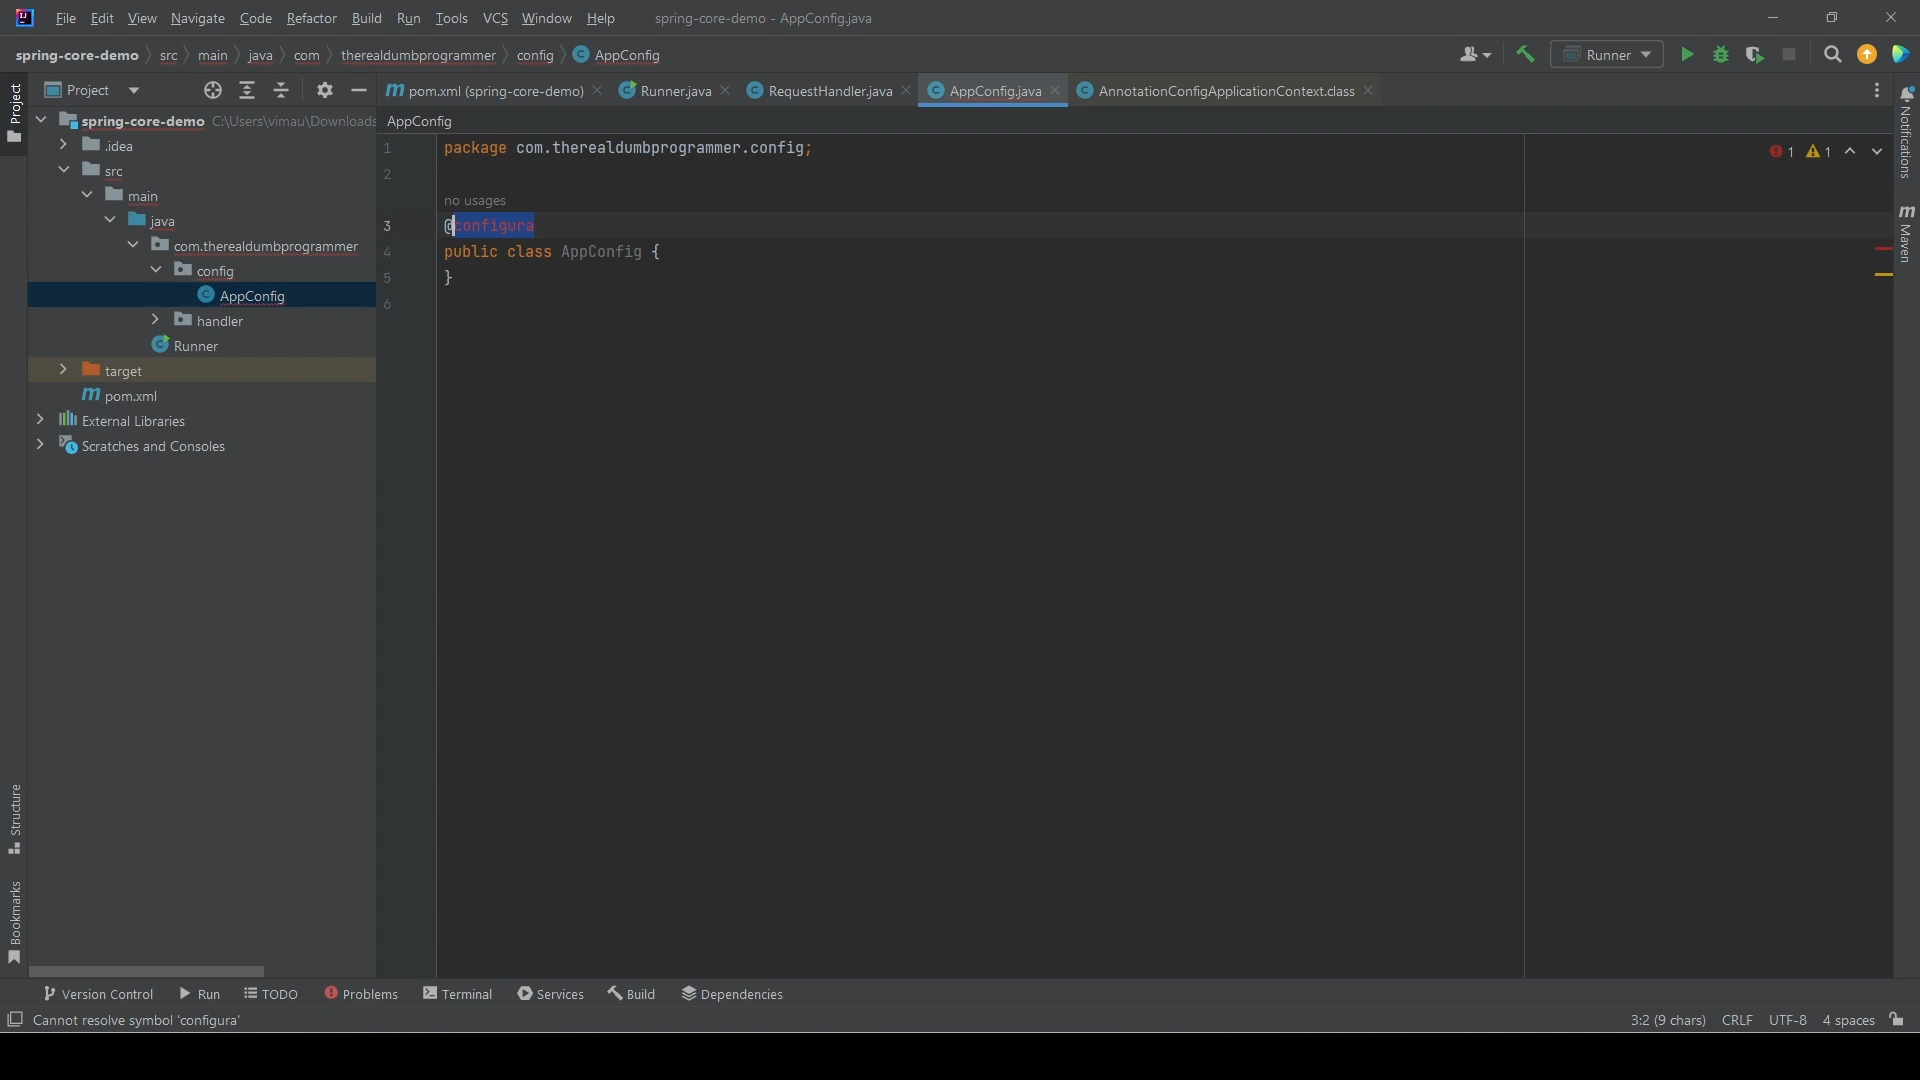 File Edit View Navigate Code Refactor Build Run Tools VCS Window Help spring-core-demo - AppConfig.java
spring-core-demo src main java com therealdumbprogrammer config AppConfig Runner
Project pom.xml (spring-core-demo) Runner.java RequestHandler.java AppConfig.java AnnotationConfigApplicationContext.class
spring-core-demo C:\Users\vimau\Downloads
AppConfig
.idea
src
main
java
com.therealdumbprogrammer
config
AppConfig
handler
Runner
target
pom.xml
External Libraries
Scratches and Consoles
1 package com.therealdumbprogrammer.config;
2
no usages
3 @configura
4 public class AppConfig {
5 }
6
1 1
Project
Structure
Bookmarks
Notifications
Maven
Version Control Run TODO Problems Terminal Services Build Dependencies
Cannot resolve symbol 'configura' 3:2 (9 chars) CRLF UTF-8 4 spaces